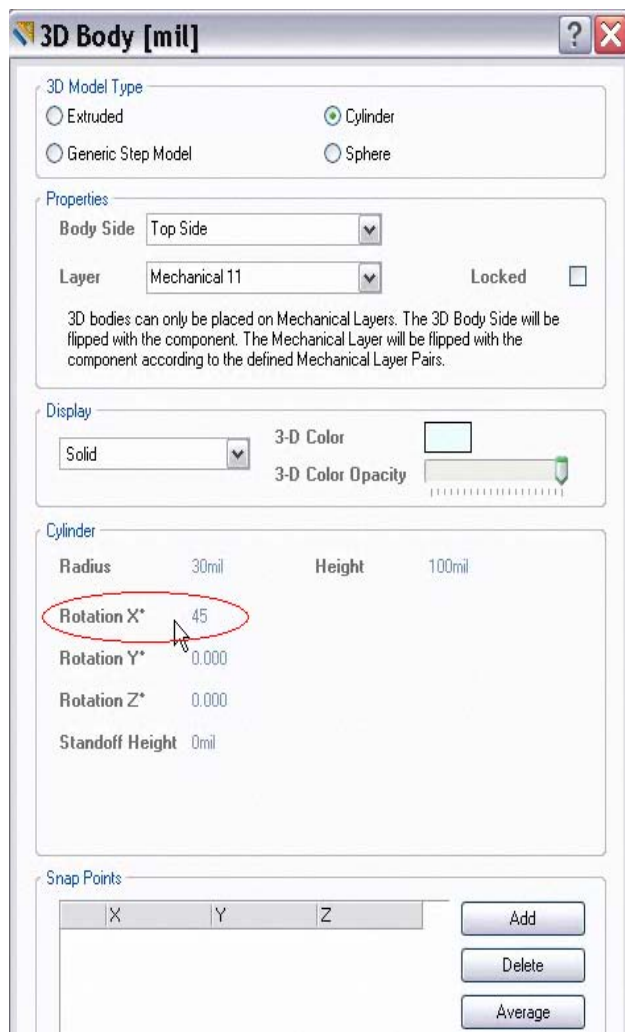 3D Body [mil]
3D Model Type
Extruded
Cylinder
Generic Step Model
Sphere
Properties
Body Side Top Side
Layer Mechanical 11 Locked
3D bodies can only be placed on Mechanical Layers. The 3D Body Side will be
flipped with the component. The Mechanical Layer will be flipped with the
component according to the defined Mechanical Layer Pairs.
Display
Solid
3-D Color
3-D Color Opacity
Cylinder
Radius 30mil Height 100mil
Rotation X° 45
Rotation Y° 0.000
Rotation Z° 0.000
Standoff Height 0mil
Snap Points
X Y Z
Add
Delete
Average